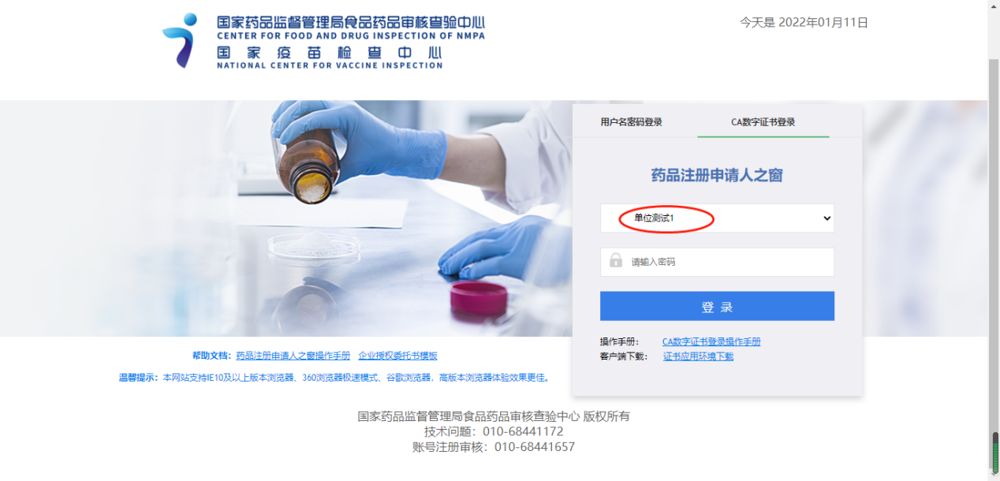 国家药品监督管理局食品药品审核查验中心
CENTER FOR FOOD AND DRUG INSPECTION OF NMPA
国家疫苗检查中心
NATIONAL CENTER FOR VACCINE INSPECTION
今天是 2022年01月11日
用户名密码登录 CA数字证书登录
药品注册申请人之窗
单位测试1
请输入密码
登 录
操作手册： CA数字证书登录操作手册
客户端下载： 证书应用环境下载
帮助文档： 药品注册申请人之窗操作手册 企业授权委托书模板
温馨提示：本网站支持IE10及以上版本浏览器、360浏览器极速模式、谷歌浏览器，高版本浏览器体验效果更佳。
国家药品监督管理局食品药品审核查验中心 版权所有
技术问题：010-68441172
账号注册审核：010-68441657